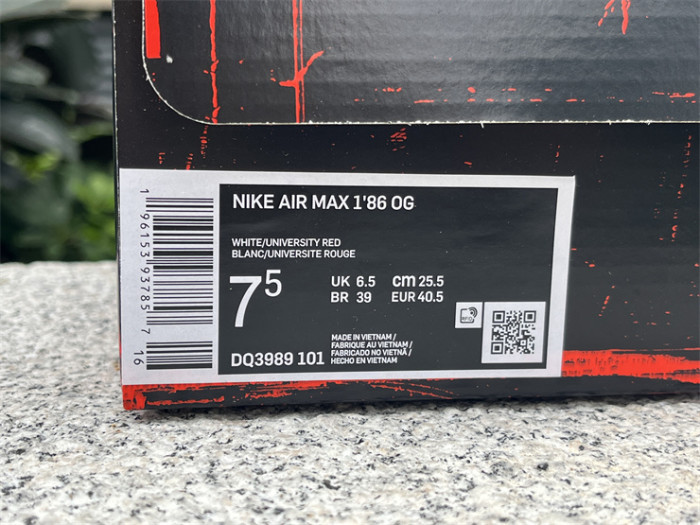 NIKE AIR MAX 1'86 OG
WHITE/UNIVERSITY RED
BLANC/UNIVERSITE ROUGE
7⁵
UK 6.5 cm 25.5
BR 39 EUR 40.5
MADE IN VIETNAM /
FABRIQUE AU VIETNAM /
FABRICADO NO VIETNÃ /
HECHO EN VIETNAM
DQ3989 101
1 96153 93785 7
16